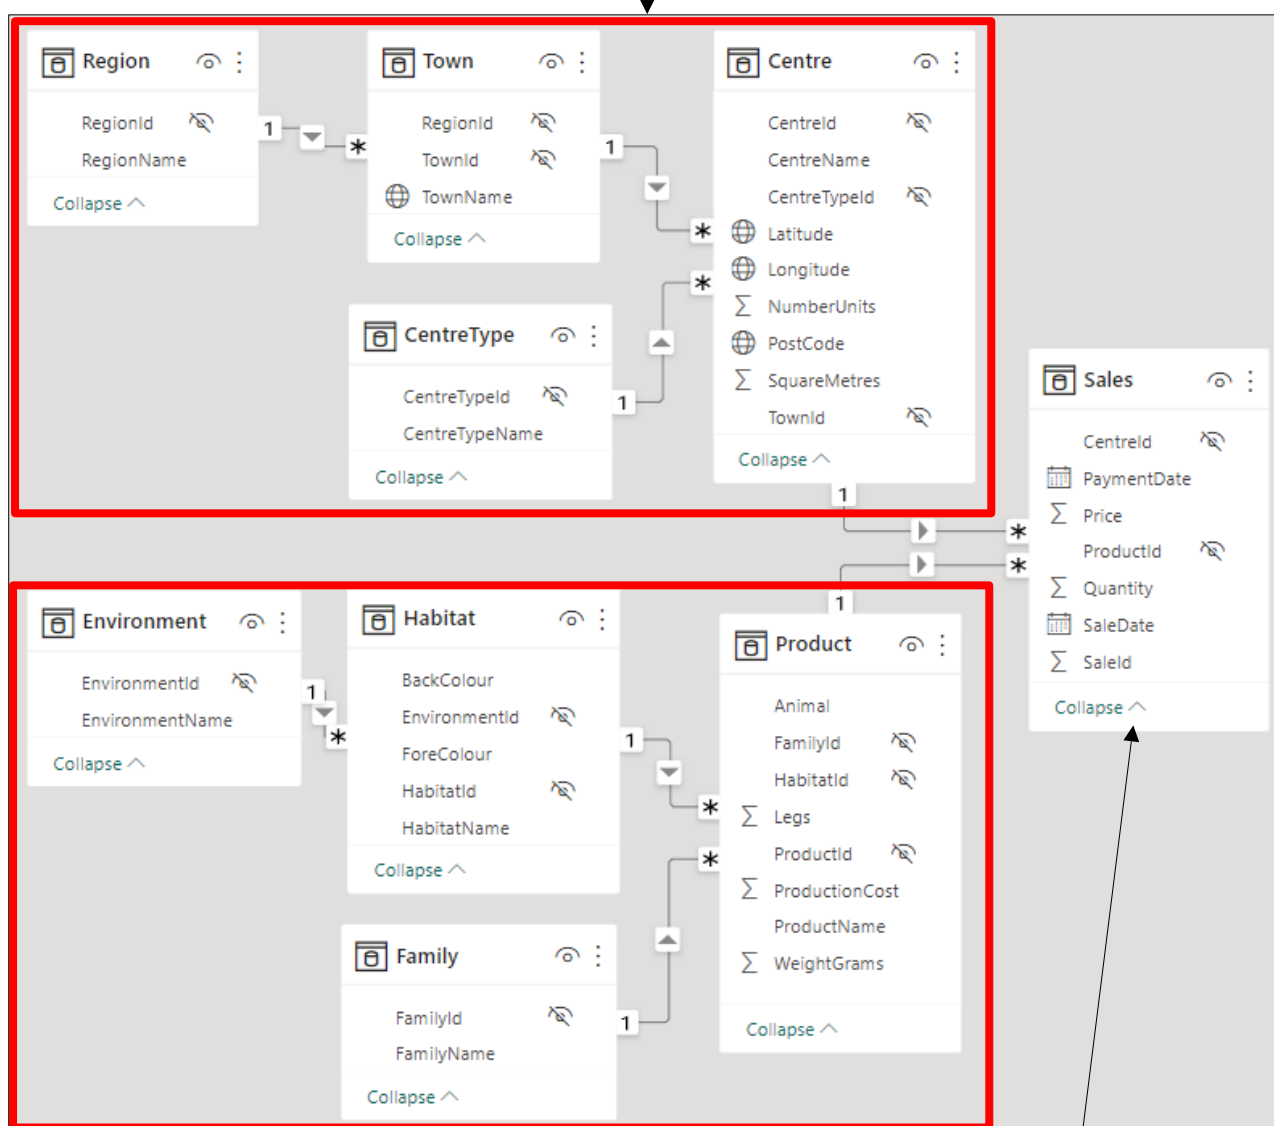 Region
RegionId
RegionName
Collapse
1
*
Town
RegionId
TownId
TownName
Collapse
1
*
Centre
CentreId
CentreName
CentreTypeId
Latitude
Longitude
NumberUnits
PostCode
SquareMetres
TownId
Collapse
1
*
CentreType
CentreTypeId
CentreTypeName
Collapse
1
*
Sales
CentreId
PaymentDate
Price
ProductId
Quantity
SaleDate
SaleId
Collapse
Environment
EnvironmentId
EnvironmentName
Collapse
1
*
Habitat
BackColour
EnvironmentId
ForeColour
HabitatId
HabitatName
Collapse
1
*
Product
Animal
FamilyId
HabitatId
Legs
ProductId
ProductionCost
ProductName
WeightGrams
Collapse
1
*
Family
FamilyId
FamilyName
Collapse
1
*